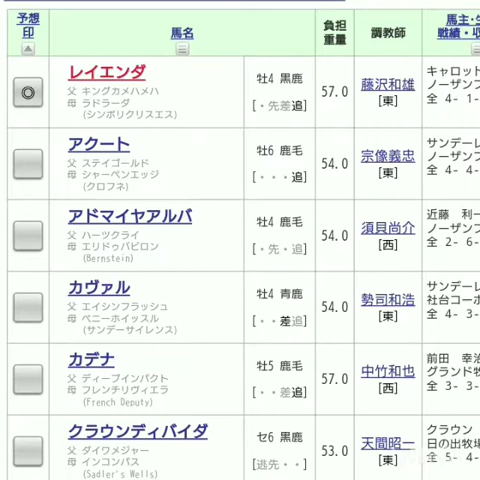 予想
印
馬名
負担
重量
調教師
馬主・
戦績・収
レイエンダ
父 キングカメハメハ
母 ラドラーダ
(シンボリクリスエス)
牡4 黒鹿
[・先差追]
57.0
藤沢和雄
[東]
キャロット
ノーザンフ
全 4- 1-
アクート
父 ステイゴールド
母 シャーペンエッジ
(クロフネ)
牡6 鹿毛
[・・・追]
54.0
宗像義忠
[東]
サンデーレ
ノーザンフ
全 4- 4-
アドマイヤアルバ
父 ハーツクライ
母 エリドゥバビロン
(Bernstein)
牡4 鹿毛
[・先・追]
54.0
須貝尚介
[西]
近藤 利一
ノーザンフ
全 2- 6-
カヴァル
父 エイシンフラッシュ
母 ペニーホイッスル
(サンデーサイレンス)
牡4 青鹿
[・・差追]
54.0
勢司和浩
[東]
サンデーレ
社台コーポ
全 4- 3-
カデナ
父 ディープインパクト
母 フレンチリヴィエラ
(French Deputy)
牡5 鹿毛
[・・差追]
57.0
中竹和也
[西]
前田 幸治
グランド牧
全 3- 3-
クラウンディバイダ
父 ダイワメジャー
母 インコンパス
(Sadler's Wells)
セ6 黒鹿
[逃先・・]
53.0
天間昭一
[東]
クラウン
日の出牧場
全 5- 4-